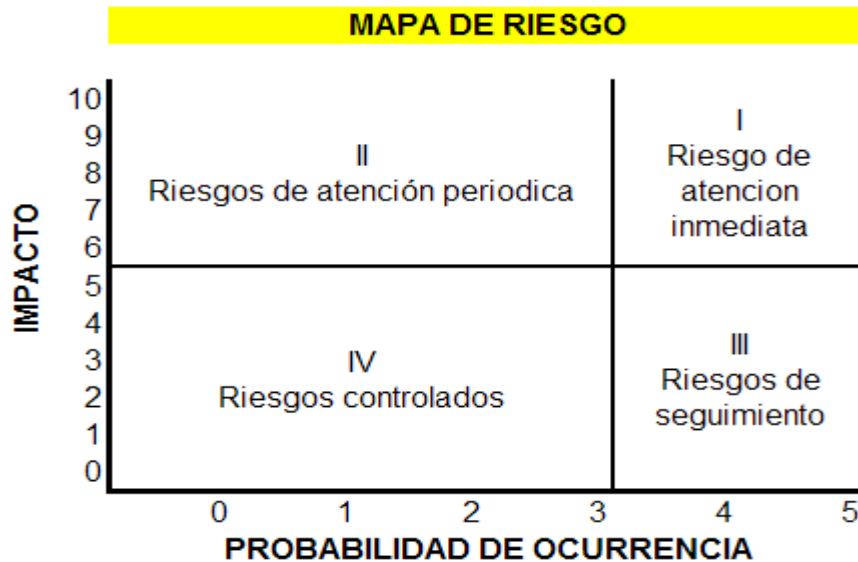 MAPA DE RIESGO
10
9
8
7
6
5
4
3
2
1
0
IMPACTO
II
Riesgos de atención periodica
I
Riesgo de
atencion
inmediata
IV
Riesgos controlados
III
Riesgos de
seguimiento
0 1 2 3 4 5
PROBABILIDAD DE OCURRENCIA